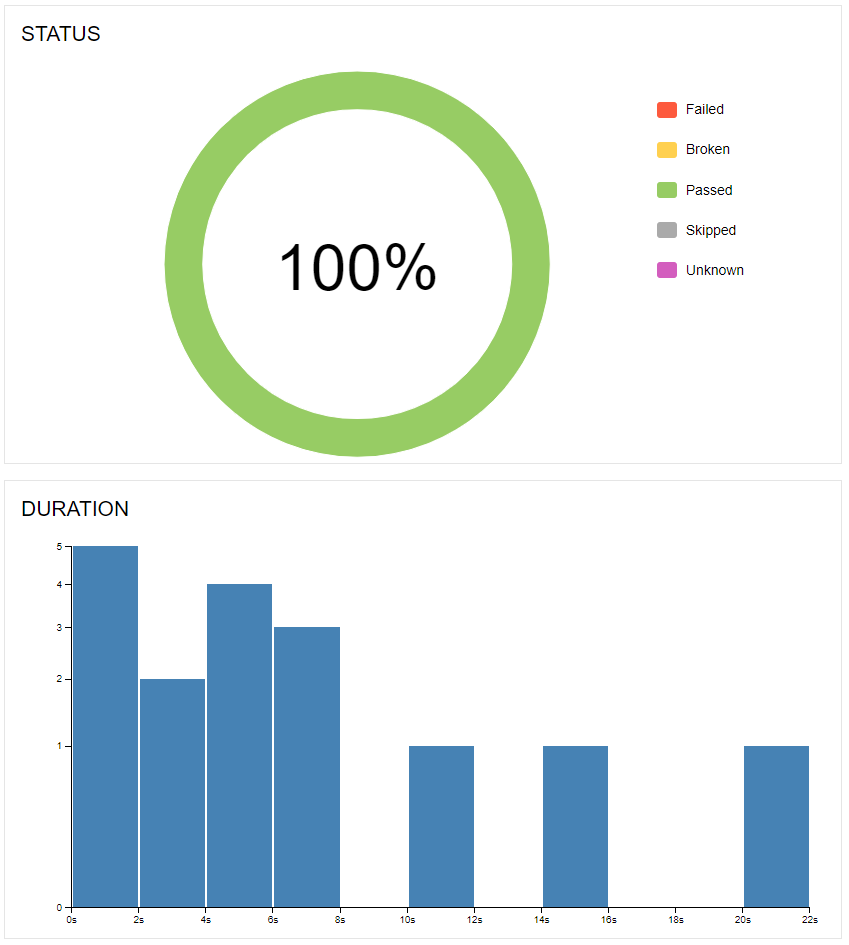 STATUS
Failed
Broken
Passed
Skipped
Unknown
100%
DURATION
5
4
3
2
1
0
0s 2s 4s 6s 8s 10s 12s 14s 16s 18s 20s 22s